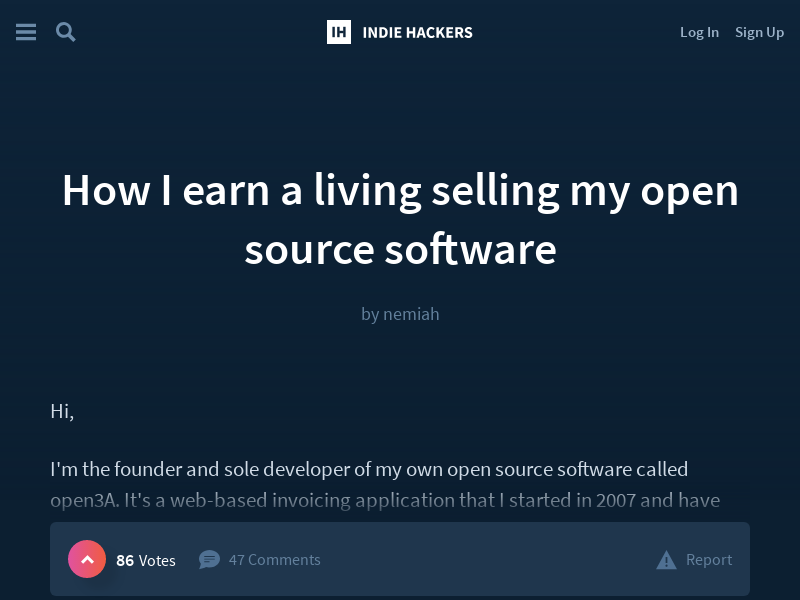 IH INDIE HACKERS Log In Sign Up
How I earn a living selling my open
source software
by nemiah
Hi,
I'm the founder and sole developer of my own open source software called
open3A. It's a web-based invoicing application that I started in 2007 and have
86 Votes 47 Comments Report